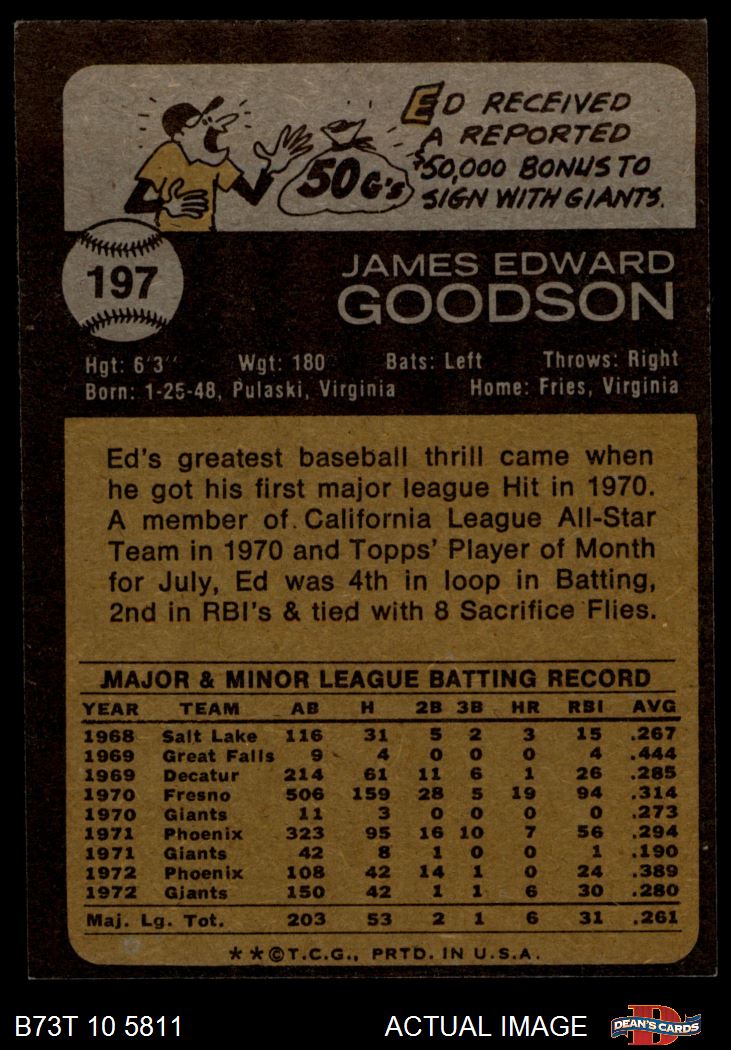 ED RECEIVED
A REPORTED
$50,000 BONUS TO
SIGN WITH GIANTS.
50 G's
197
JAMES EDWARD
GOODSON
Hgt: 6'3'' Wgt: 180 Bats: Left Throws: Right
Born: 1-25-48, Pulaski, Virginia Home: Fries, Virginia
Ed's greatest baseball thrill came when
he got his first major league Hit in 1970.
A member of California League All-Star
Team in 1970 and Topps' Player of Month
for July, Ed was 4th in loop in Batting,
2nd in RBI's & tied with 8 Sacrifice Flies.
MAJOR & MINOR LEAGUE BATTING RECORD
YEAR TEAM AB H 2B 3B HR RBI AVG
1968 Salt Lake 116 31 5 2 3 15 .267
1969 Great Falls 9 4 0 0 0 4 .444
1969 Decatur 214 61 11 6 1 26 .285
1970 Fresno 506 159 28 5 19 94 .314
1970 Giants 11 3 0 0 0 0 .273
1971 Phoenix 323 95 16 10 7 56 .294
1971 Giants 42 8 1 0 0 1 .190
1972 Phoenix 108 42 14 1 0 24 .389
1972 Giants 150 42 1 1 6 30 .280
Maj. Lg. Tot. 203 53 2 1 6 31 .261
**©T.C.G., PRTD. IN U.S.A.
B73T 10 5811 ACTUAL IMAGE DEAN'S CARDS